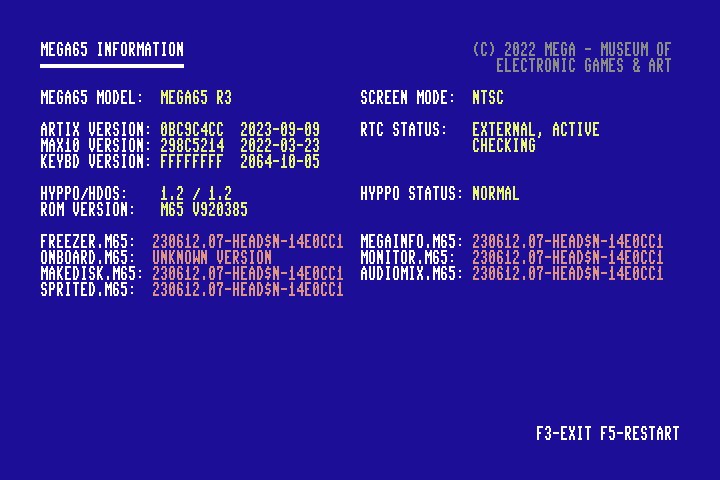 MEGA65 INFORMATION (C) 2022 MEGA - MUSEUM OF
ELECTRONIC GAMES & ART
MEGA65 MODEL: MEGA65 R3 SCREEN MODE: NTSC
ARTIX VERSION: 0BC9C4CC 2023-09-09 RTC STATUS: EXTERNAL, ACTIVE
MAX10 VERSION: 298C5214 2022-03-23 CHECKING
KEYBD VERSION: FFFFFFFF 2064-10-05
HYPPO/HDOS: 1.2 / 1.2 HYPPO STATUS: NORMAL
ROM VERSION: M65 V920385
FREEZER.M65: 230612.07-HEAD$N-14E0CC1 MEGAINFO.M65: 230612.07-HEAD$N-14E0CC1
ONBOARD.M65: UNKNOWN VERSION MONITOR.M65: 230612.07-HEAD$N-14E0CC1
MAKEDISK.M65: 230612.07-HEAD$N-14E0CC1 AUDIOMIX.M65: 230612.07-HEAD$N-14E0CC1
SPRITED.M65: 230612.07-HEAD$N-14E0CC1
F3-EXIT F5-RESTART